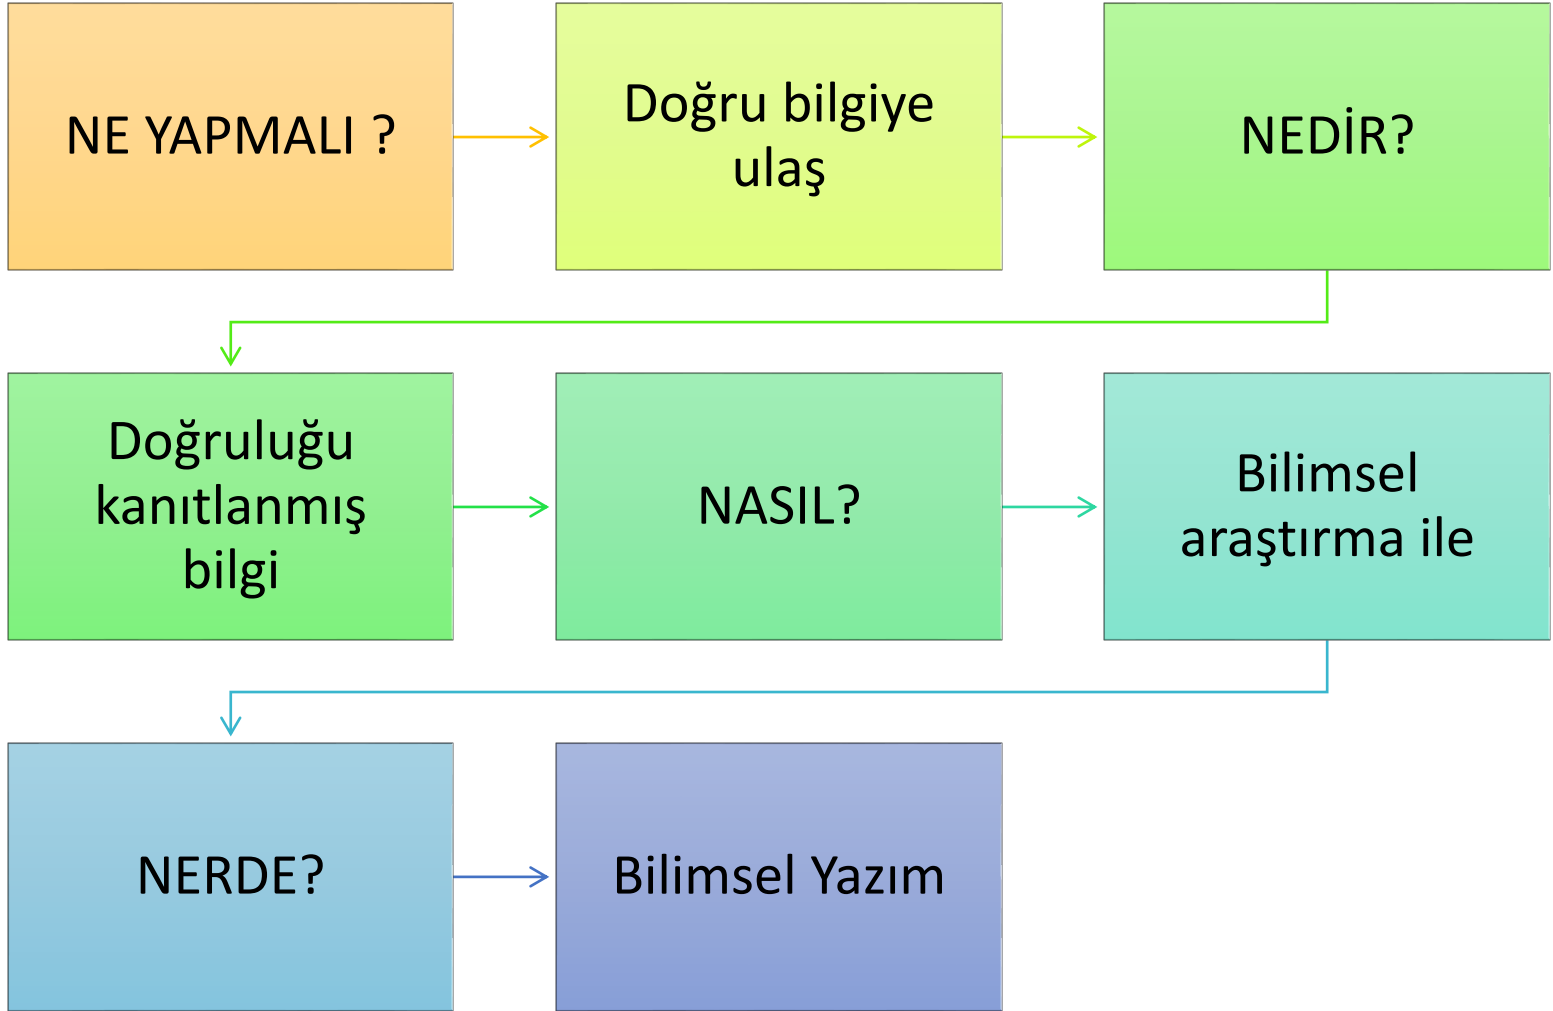 NE YAPMALI ?
Doğru bilgiye
ulaş
NEDİR?
Doğruluğu
kanıtlanmış
bilgi
NASIL?
Bilimsel
araştırma ile
NERDE?
Bilimsel Yazım